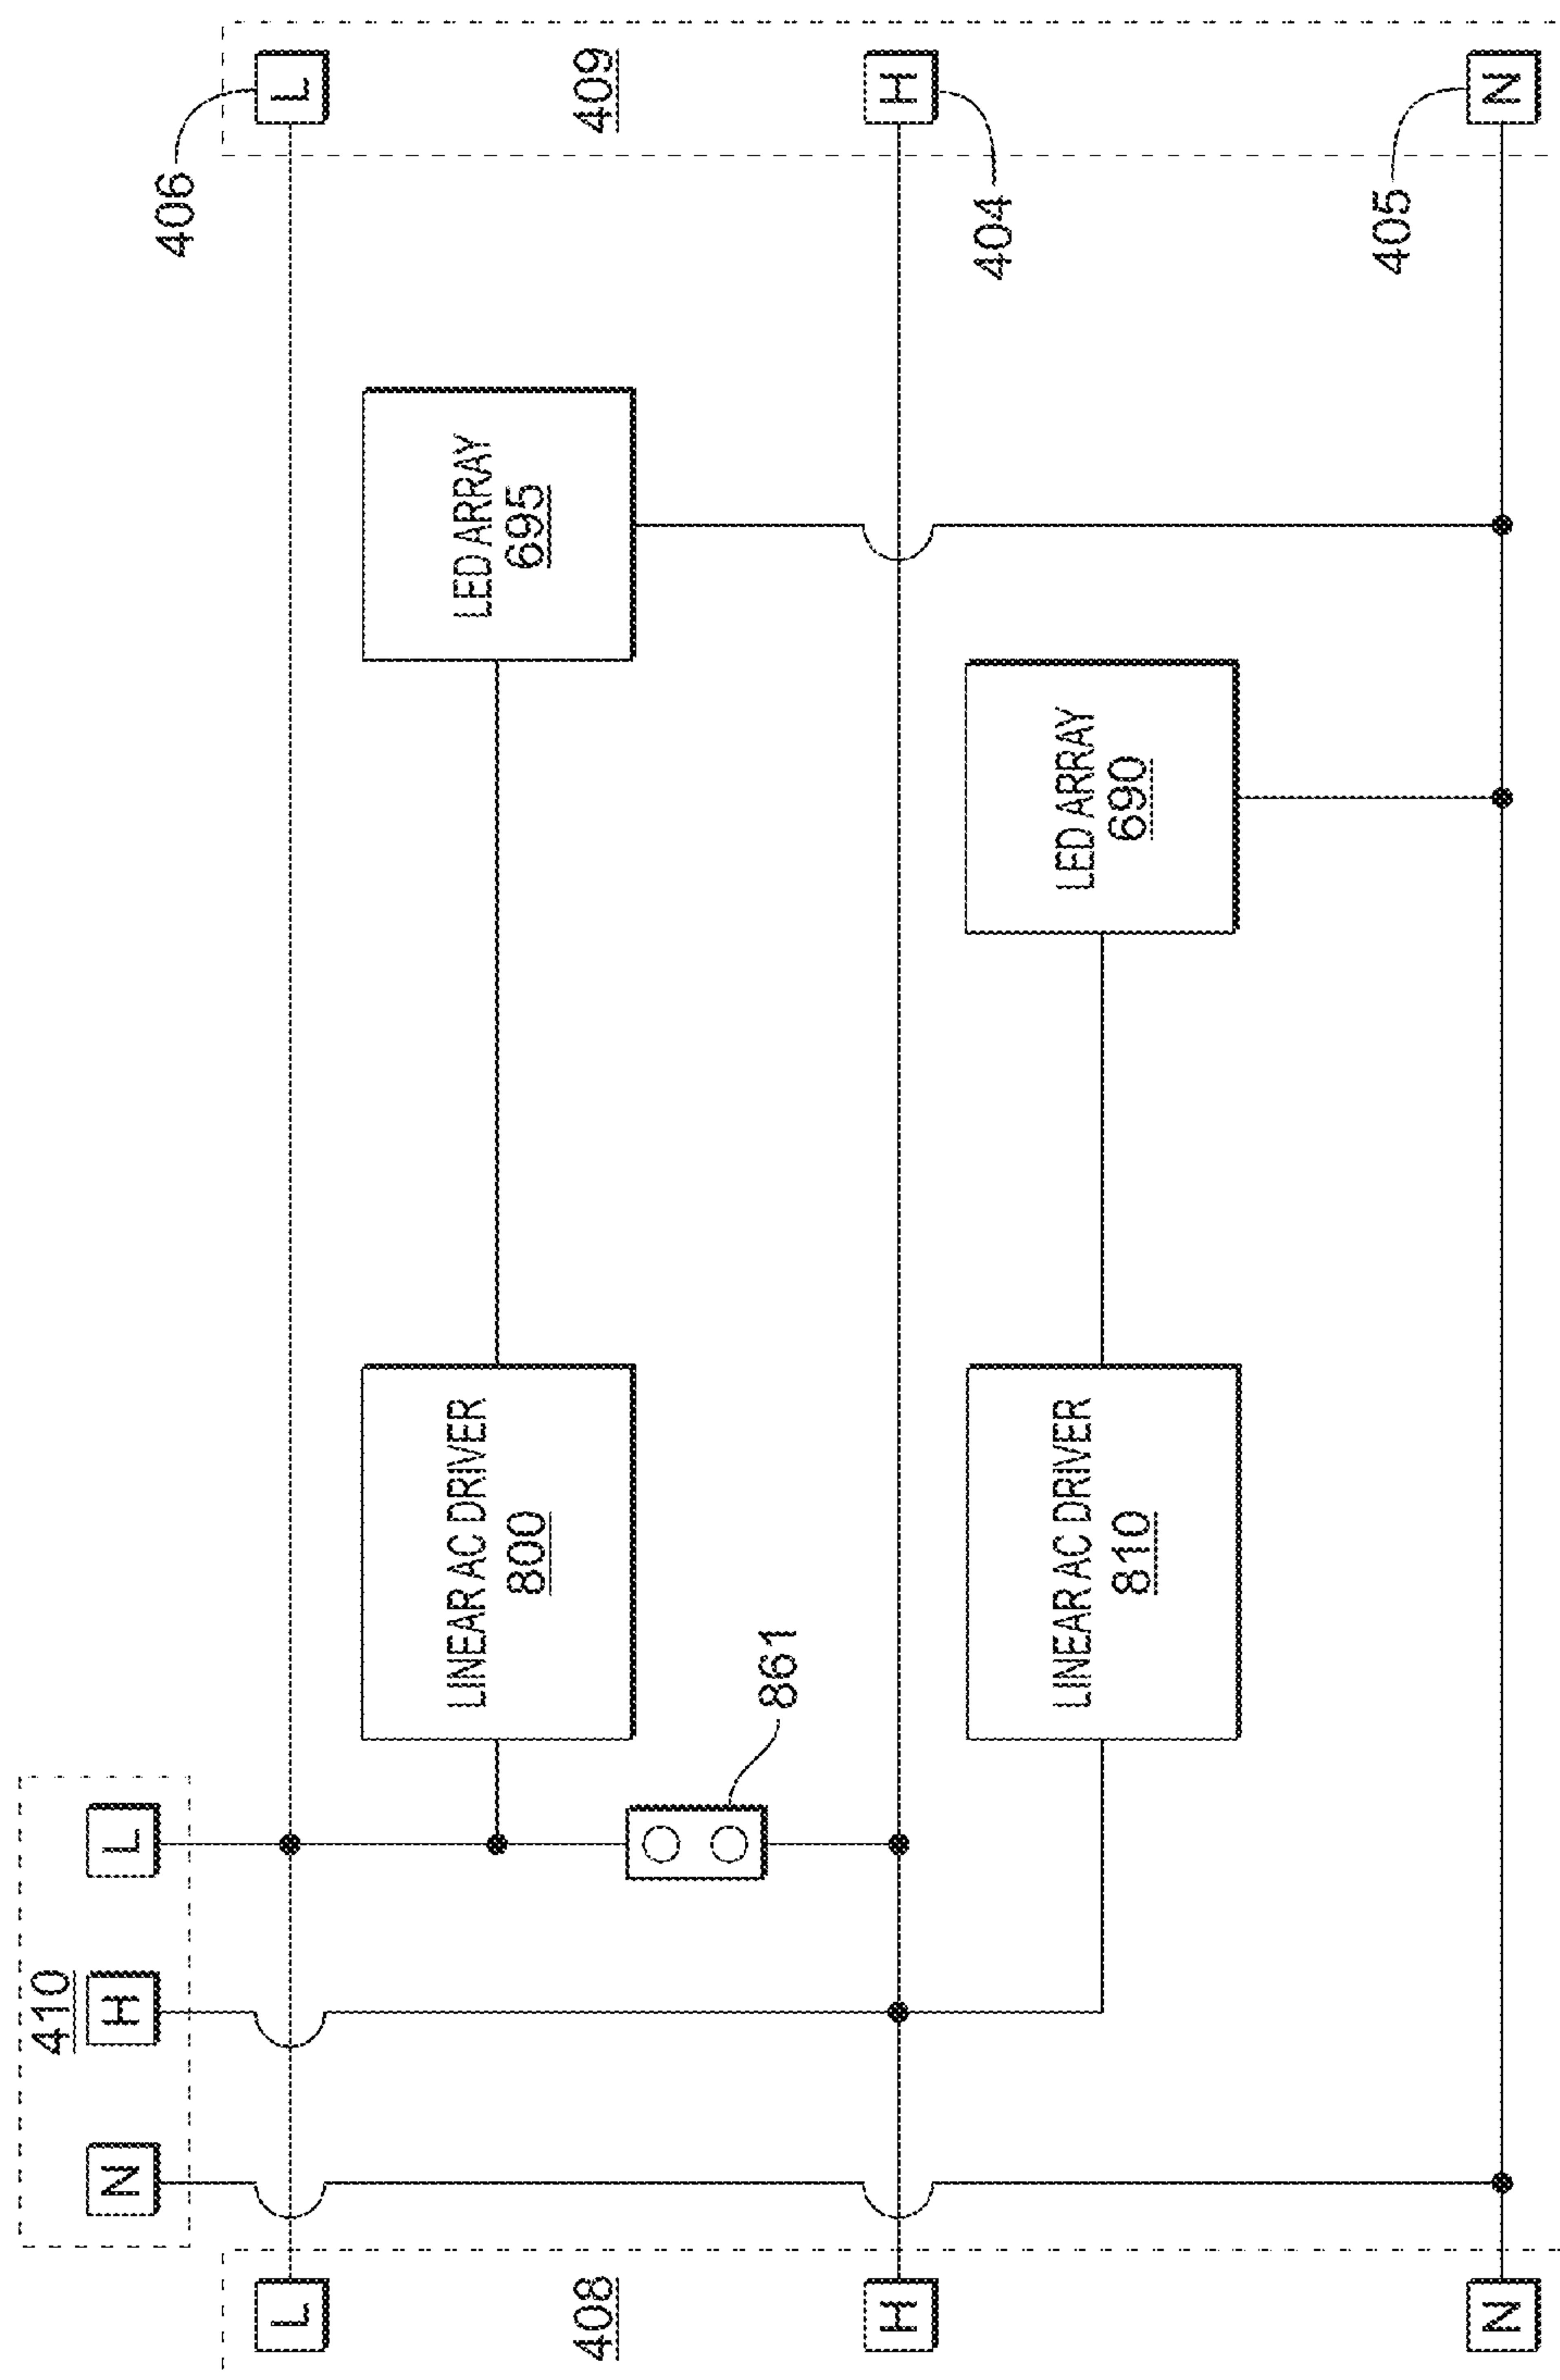 N
H
L
410
L
L
406
LINEAR AC DRIVER
800
LED ARRAY
695
408
861
409
H
H
404
LINEAR AC DRIVER
810
LED ARRAY
690
405
N
N